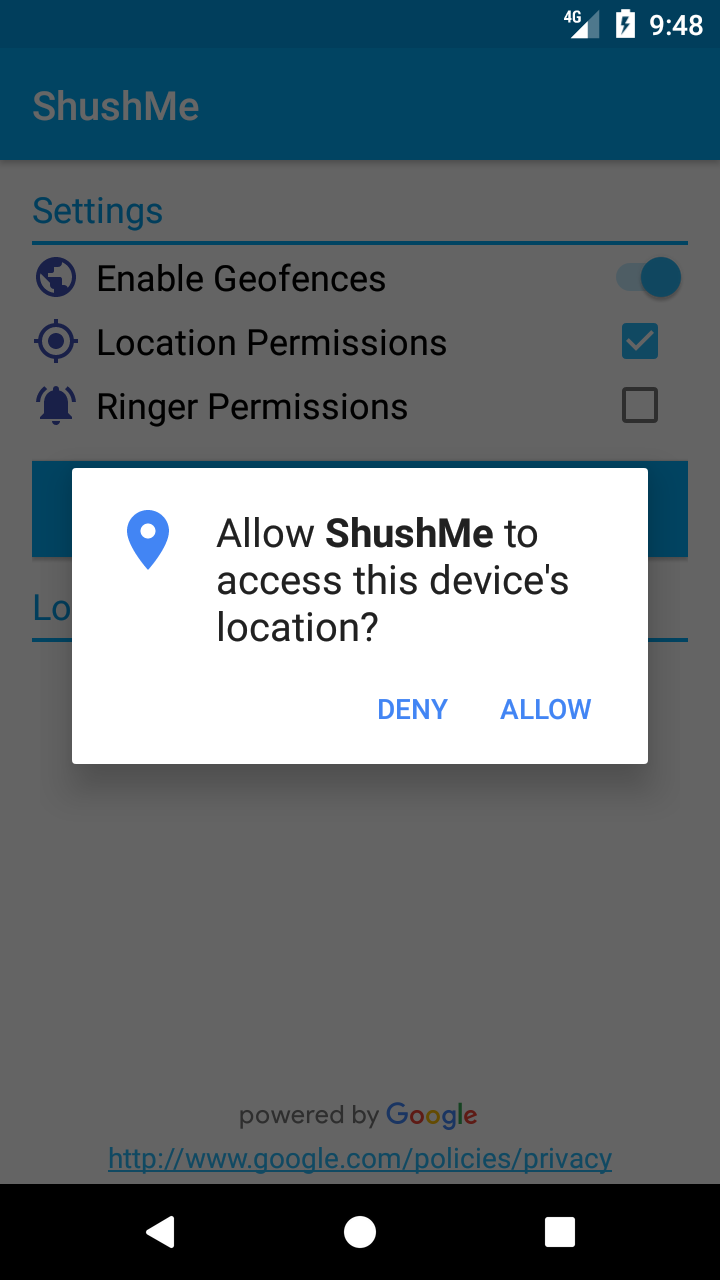 4G 9:48
ShushMe
Settings
Enable Geofences
Location Permissions
Ringer Permissions
Allow ShushMe to
access this device's
location?
Lo
DENY ALLOW
powered by Google
http://www.google.com/policies/privacy